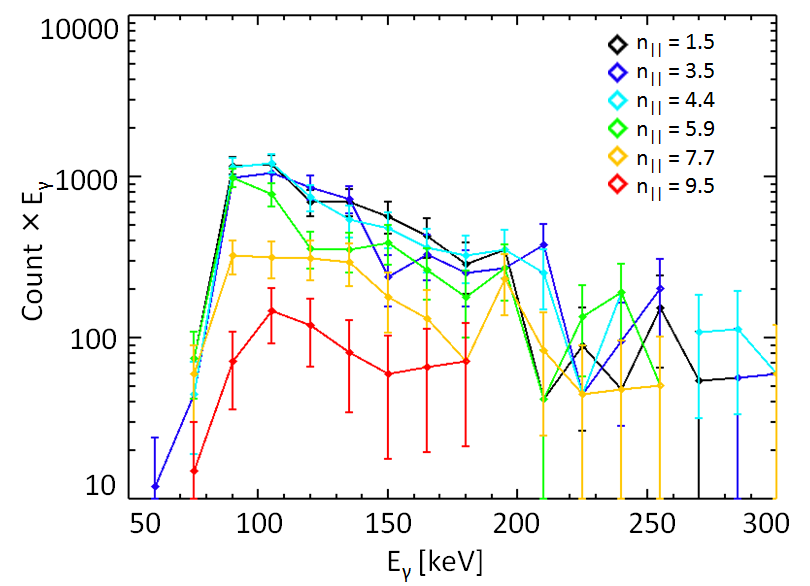 10000
1000
100
10
Count × Eγ
n|| = 1.5
n|| = 3.5
n|| = 4.4
n|| = 5.9
n|| = 7.7
n|| = 9.5
50 100 150 200 250 300
Eγ [keV]